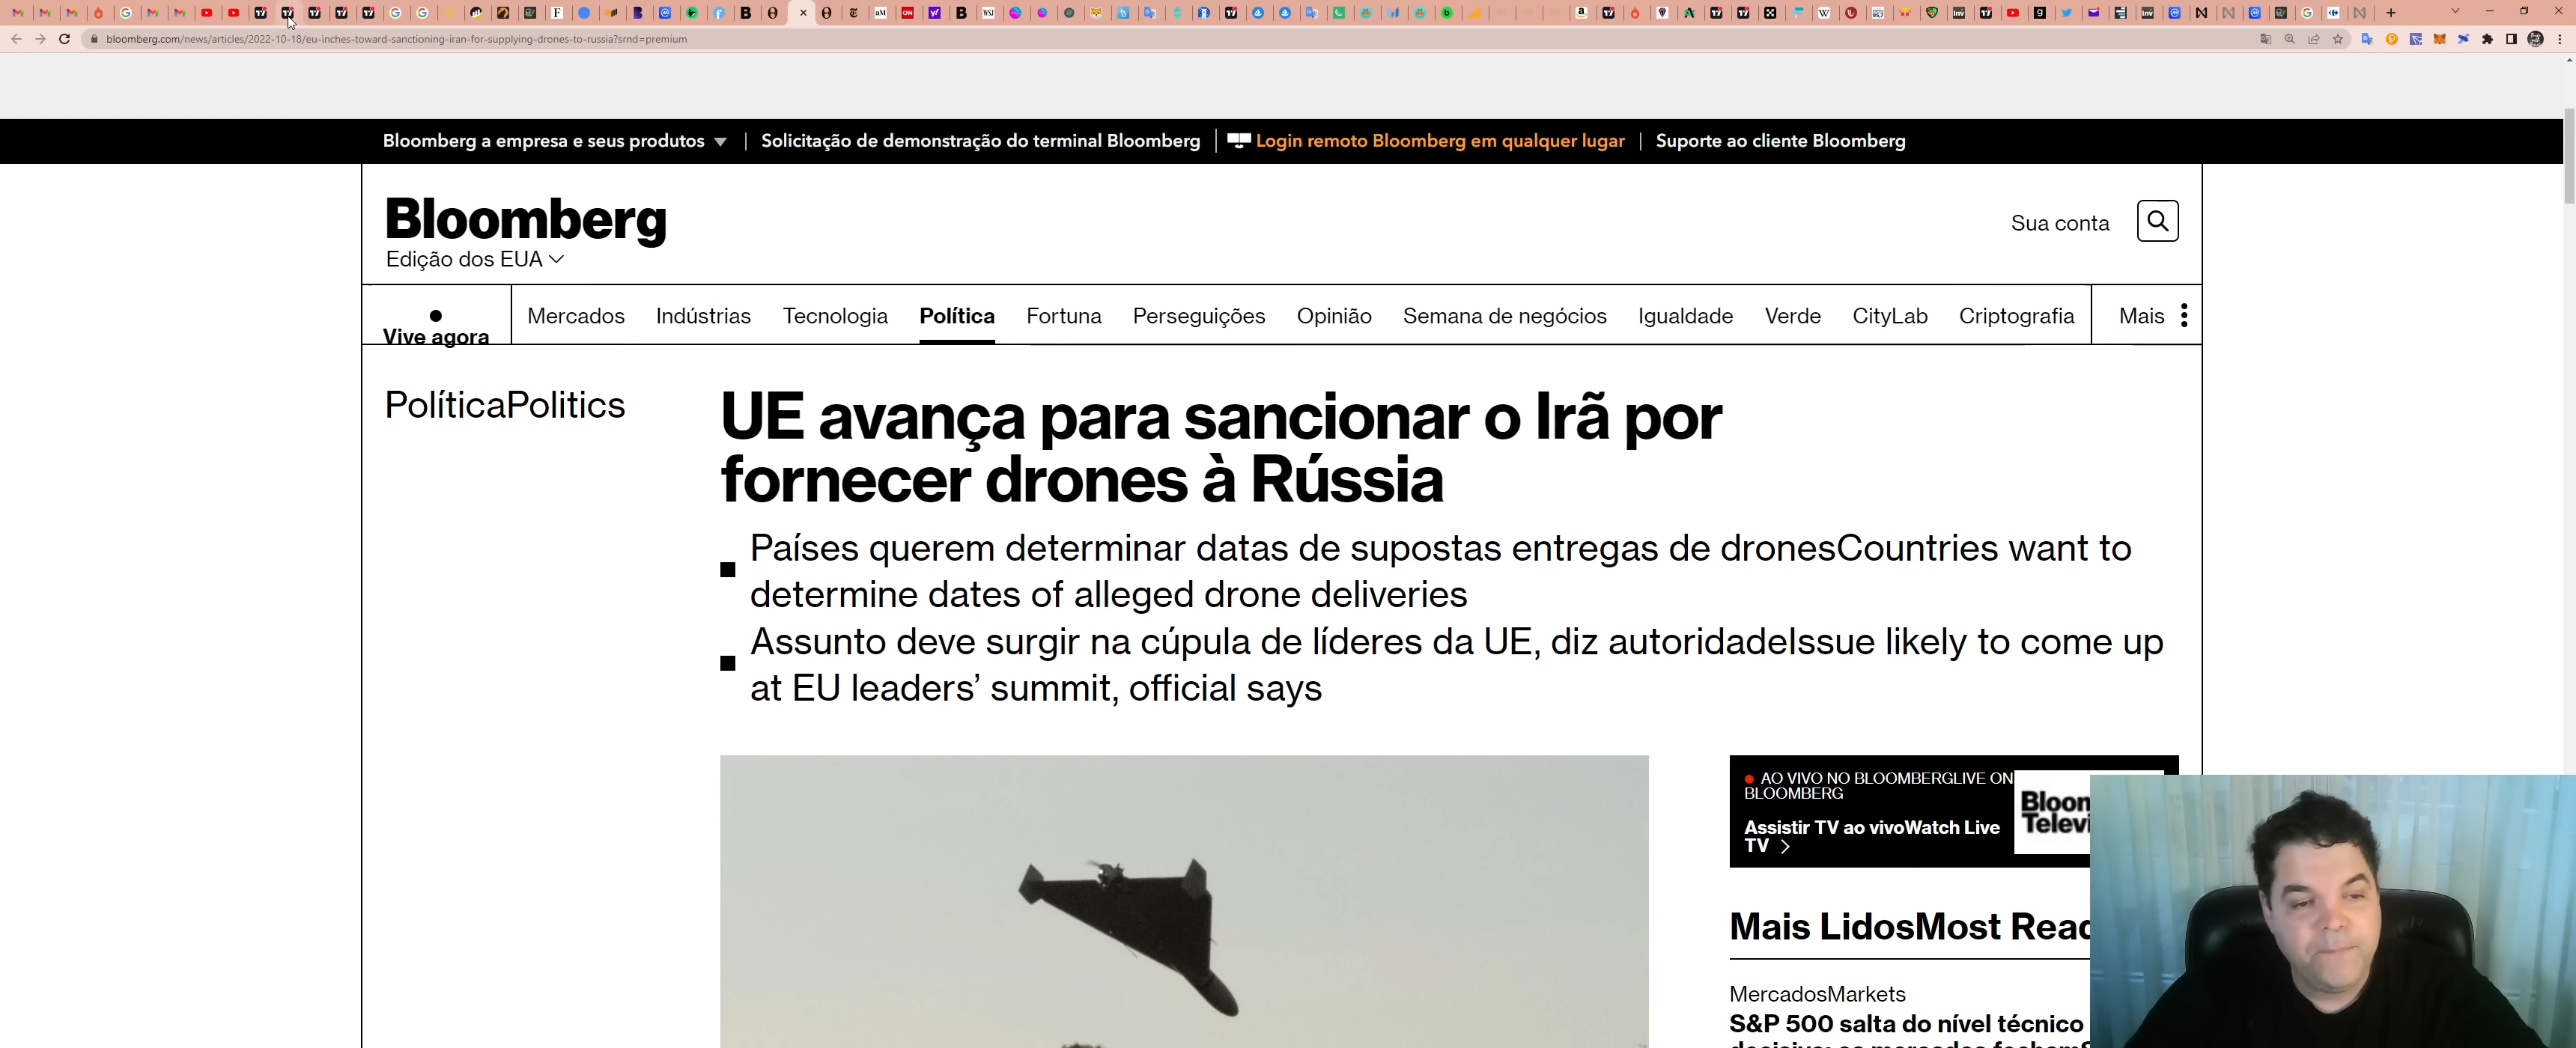 bloomberg.com/news/articles/2022-10-18/eu-inches-toward-sanctioning-iran-for-supplying-drones-to-russia?srnd=premium
Bloomberg a empresa e seus produtos
Solicitação de demonstração do terminal Bloomberg
Login remoto Bloomberg em qualquer lugar
Suporte ao cliente Bloomberg
Bloomberg
Edição dos EUA
Sua conta
Vive agora
Mercados
Indústrias
Tecnologia
Política
Fortuna
Perseguições
Opinião
Semana de negócios
Igualdade
Verde
CityLab
Criptografia
Mais
PolíticaPolitics
UE avança para sancionar o Irã por
fornecer drones à Rússia
Países querem determinar datas de supostas entregas de dronesCountries want to
determine dates of alleged drone deliveries
Assunto deve surgir na cúpula de líderes da UE, diz autoridadeIssue likely to come up
at EU leaders’ summit, official says
AO VIVO NO BLOOMBERGLIVE ON
BLOOMBERG
Assistir TV ao vivoWatch Live
TV
Bloom
Televi
Mais LidosMost Read
MercadosMarkets
S&P 500 salta do nível técnico